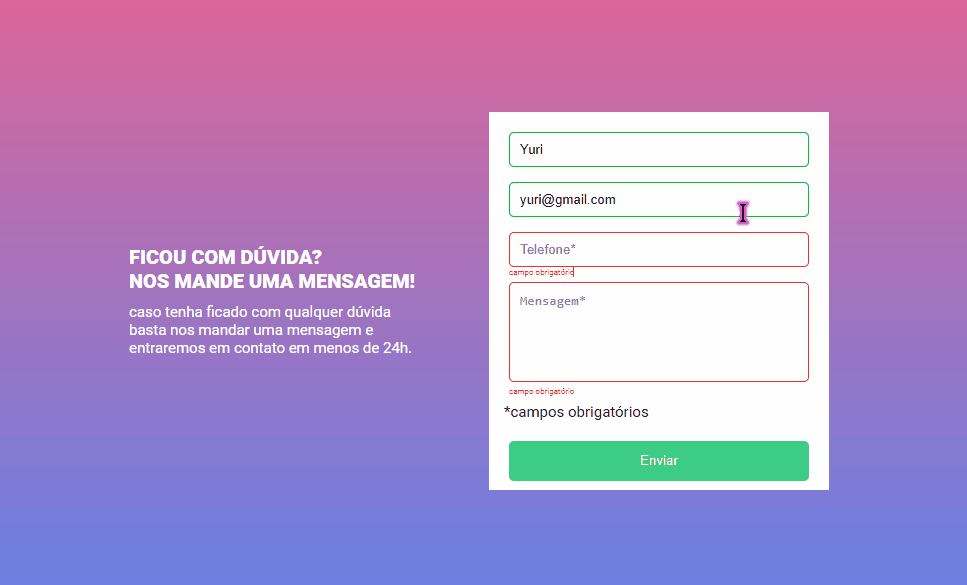 FICOU COM DÚVIDA?
NOS MANDE UMA MENSAGEM!
caso tenha ficado com qualquer dúvida
basta nos mandar uma mensagem e
entraremos em contato em menos de 24h.
Yuri
yuri@gmail.com
Telefone*
campo obrigatório
Mensagem*
campo obrigatório
*campos obrigatórios
Enviar